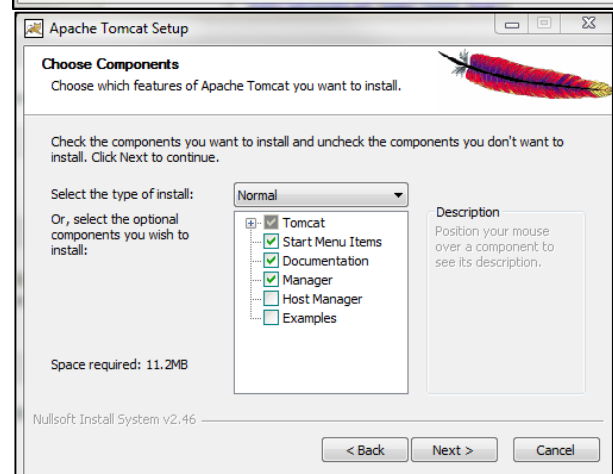 Apache Tomcat Setup
Choose Components
Choose which features of Apache Tomcat you want to install.
Check the components you want to install and uncheck the components you don't want to
install. Click Next to continue.
Select the type of install:
Normal
Or, select the optional
components you wish to
install:
Tomcat
Start Menu Items
Documentation
Manager
Host Manager
Examples
Description
Position your mouse
over a component to
see its description.
Space required: 11.2MB
Nullsoft Install System v2.46
< Back
Next >
Cancel